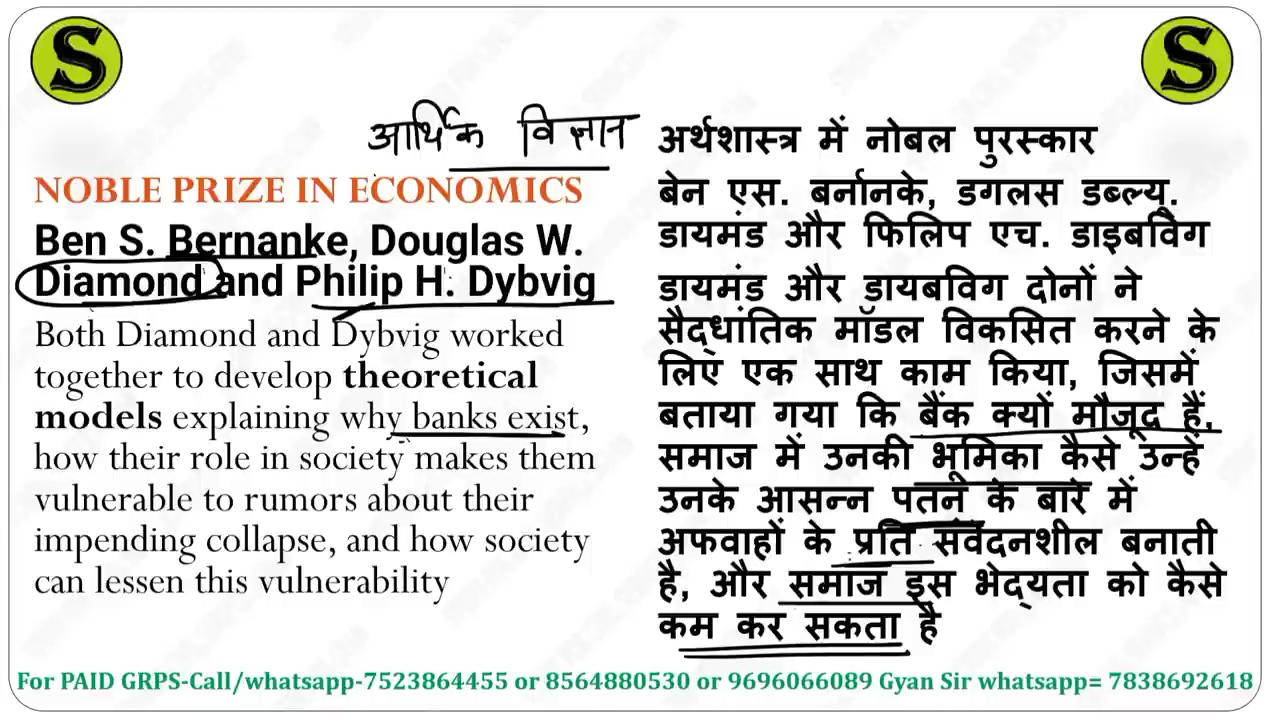 S
S
आर्थिक विज्ञान
NOBLE PRIZE IN ECONOMICS
Ben S. Bernanke, Douglas W.
Diamond and Philip H. Dybvig
Both Diamond and Dybvig worked
together to develop theoretical
models explaining why banks exist,
how their role in society makes them
vulnerable to rumors about their
impending collapse, and how society
can lessen this vulnerability
अर्थशास्त्र में नोबल पुरस्कार
बेन एस. बर्नानके, डगलस डब्ल्यू.
डायमंड और फिलिप एच. डाइबविग
डायमंड और डायबविग दोनों ने
सैद्धांतिक मॉडल विकसित करने के
लिए एक साथ काम किया, जिसमें
बताया गया कि बैंक क्यों मौजूद हैं,
समाज में उनकी भूमिका कैसे उन्हें
उनके आसन्न पतन के बारे में
अफवाहों के प्रति संवेदनशील बनाती
है, और समाज इस भेद्यता को कैसे
कम कर सकता है
For PAID GRPS-Call/whatsapp-7523864455 or 8564880530 or 9696066089 Gyan Sir whatsapp= 7838692618